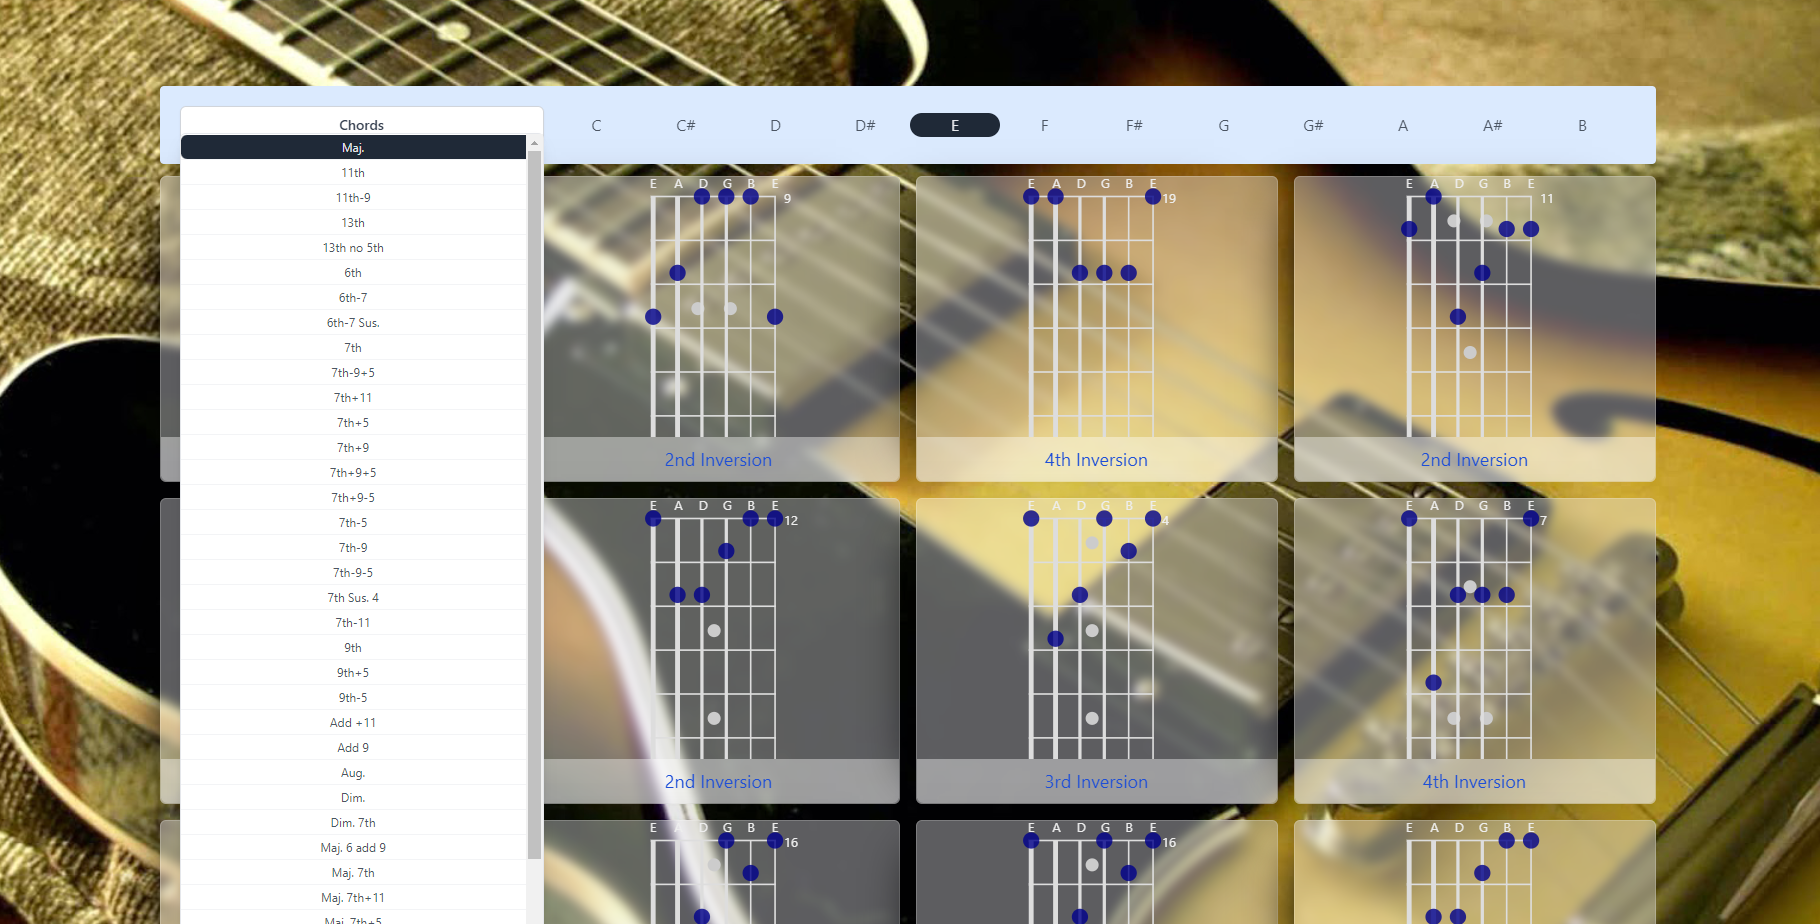 Chords
C C# D D# E F F# G G# A A# B
Maj.
11th
11th-9
13th
13th no 5th
6th
6th-7
6th-7 Sus.
7th
7th-9+5
7th+11
7th+5
7th+9
7th+9+5
7th+9-5
7th-5
7th-9
7th-9-5
7th Sus. 4
7th-11
9th
9th+5
9th-5
Add +11
Add 9
Aug.
Dim.
Dim. 7th
Maj. 6 add 9
Maj. 7th
Maj. 7th+11
Maj. 7th+5
E A D G B E
9
2nd Inversion
E A D G B E
19
4th Inversion
E A D G B E
11
2nd Inversion
E A D G B E
12
2nd Inversion
E A D G B E
4
3rd Inversion
E A D G B E
7
4th Inversion
E A D G B E
16
E A D G B E
16
E A D G B E